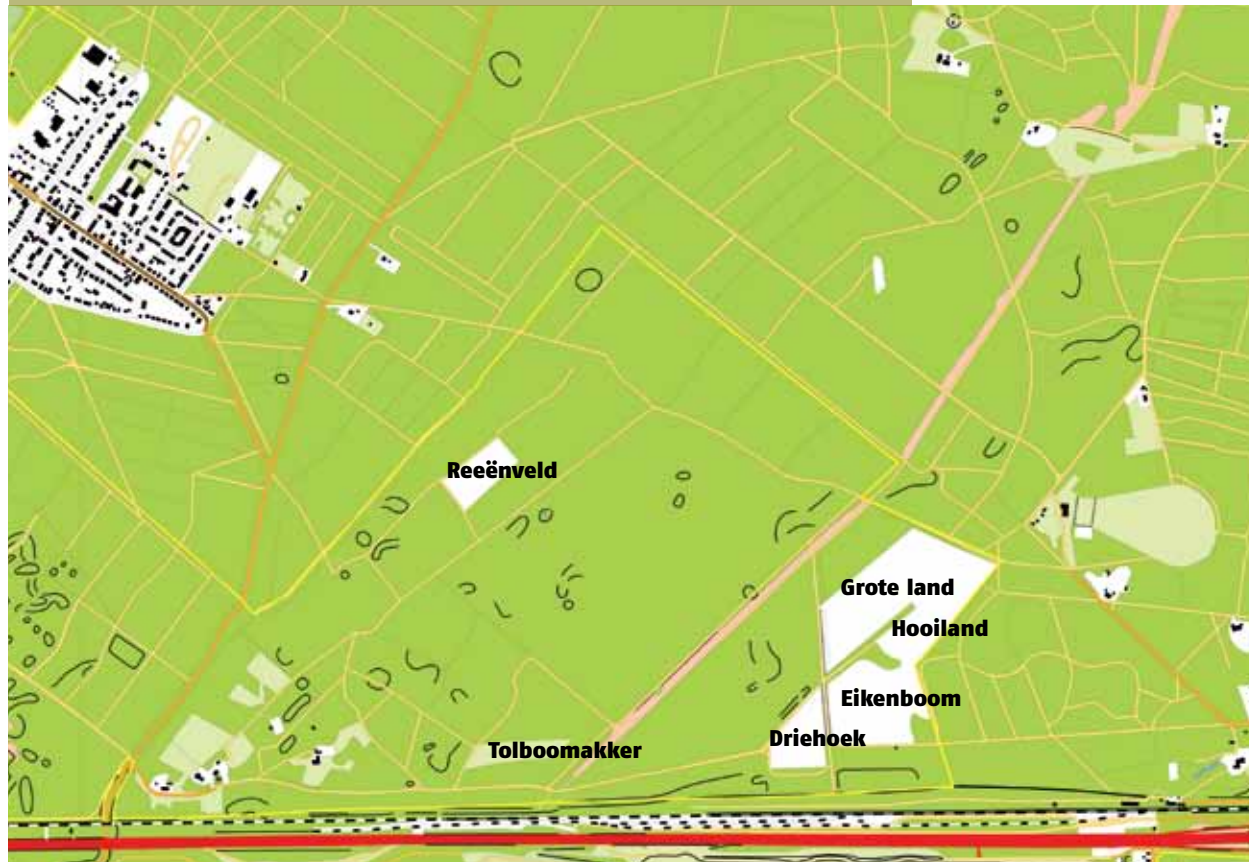 Reeënveld
Grote land
Hooiland
Eikenboom
Driehoek
Tolboomakker